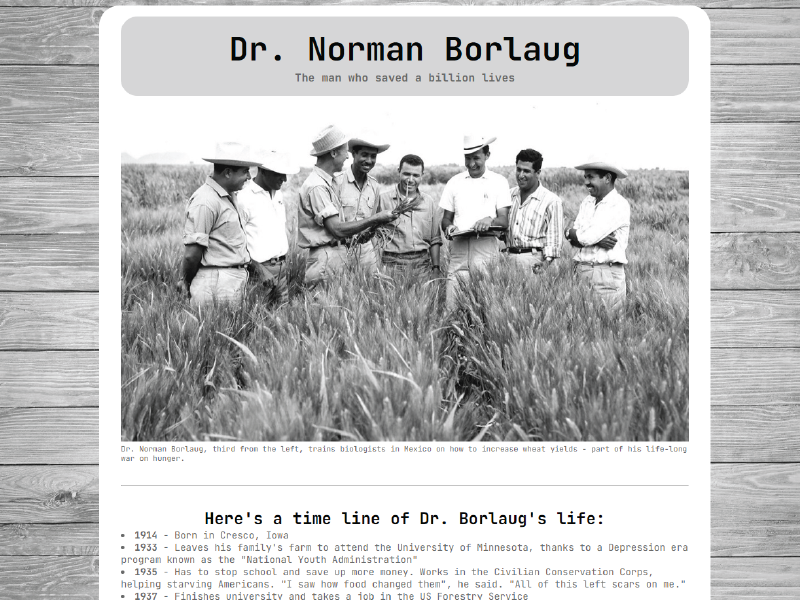 Dr. Norman Borlaug
The man who saved a billion lives
Dr. Norman Borlaug, third from the left, trains biologists in Mexico on how to increase wheat yields - part of his life-long
war on hunger.
Here's a time line of Dr. Borlaug's life:
• 1914 - Born in Cresco, Iowa
• 1933 - Leaves his family's farm to attend the University of Minnesota, thanks to a Depression era
program known as the "National Youth Administration"
• 1935 - Has to stop school and save up more money. Works in the Civilian Conservation Corps,
helping starving Americans. "I saw how food changed them", he said. "All of this left scars on me."
• 1937 - Finishes university and takes a job in the US Forestry Service